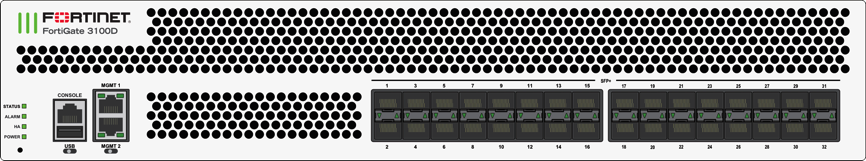 FORTINET
FortiGate 3100D
SFP+
MGMT 1
CONSOLE
1 3 5 7 9 11 13 15 17 19 21 23 25 27 29 31
STATUS
ALARM
HA
POWER
USB
MGMT 2
2 4 6 8 10 12 14 16 18 20 22 24 26 28 30 32